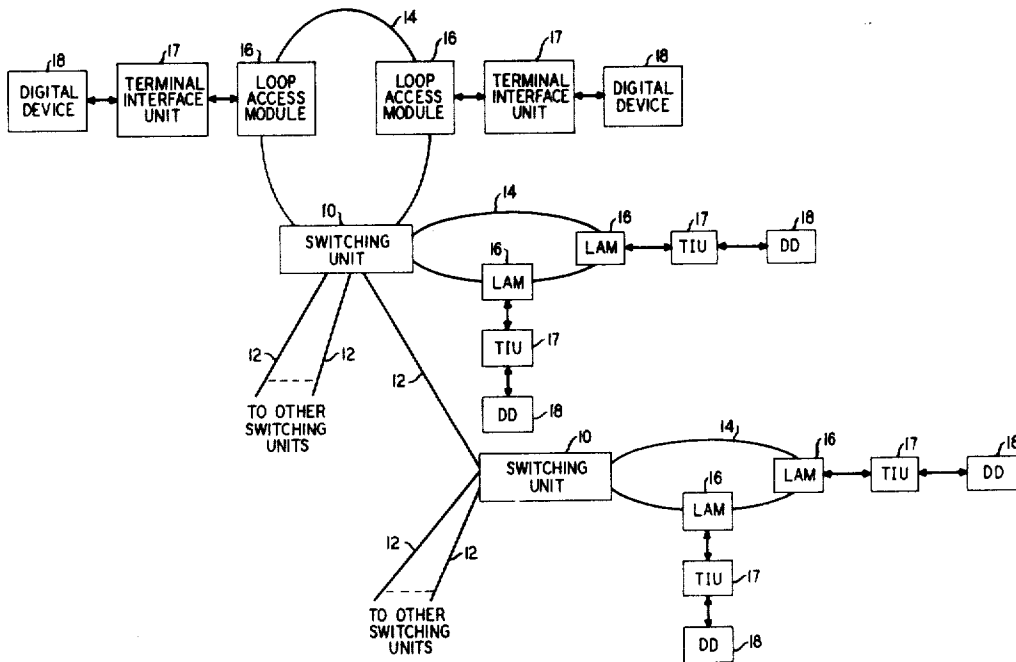 14
18
17
16
16
17
18
DIGITAL
DEVICE
TERMINAL
INTERFACE
UNIT
LOOP
ACCESS
MODULE
LOOP
ACCESS
MODULE
TERMINAL
INTERFACE
UNIT
DIGITAL
DEVICE
10
SWITCHING
UNIT
14
16
LAM
17
TIU
18
DD
16
LAM
TIU
17
DD
18
12
12
12
TO OTHER
SWITCHING
UNITS
10
SWITCHING
UNIT
14
16
LAM
17
TIU
18
DD
16
LAM
TIU
17
DD
18
12
12
TO OTHER
SWITCHING
UNITS